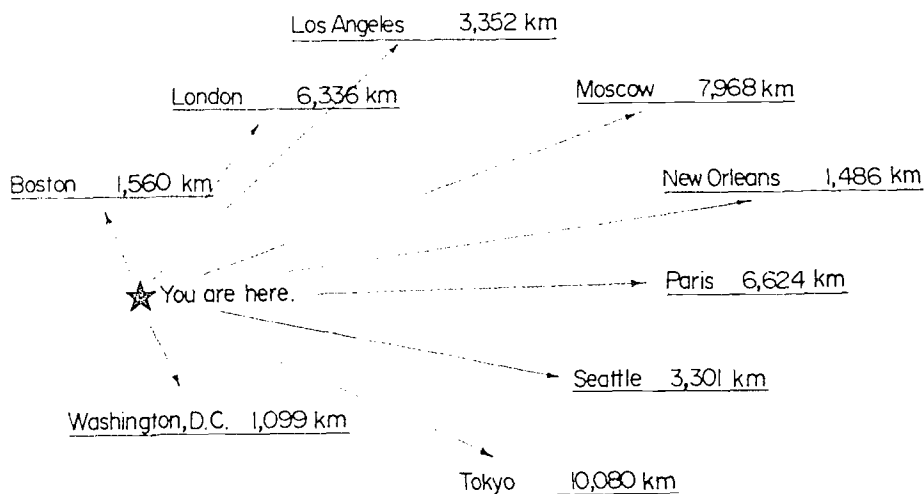 Los Angeles 3,352 km
London 6,336 km
Moscow 7,968 km
Boston 1,560 km
New Orleans 1,486 km
You are here.
Paris 6,624 km
Seattle 3,301 km
Washington, D.C. 1,099 km
Tokyo 10,080 km